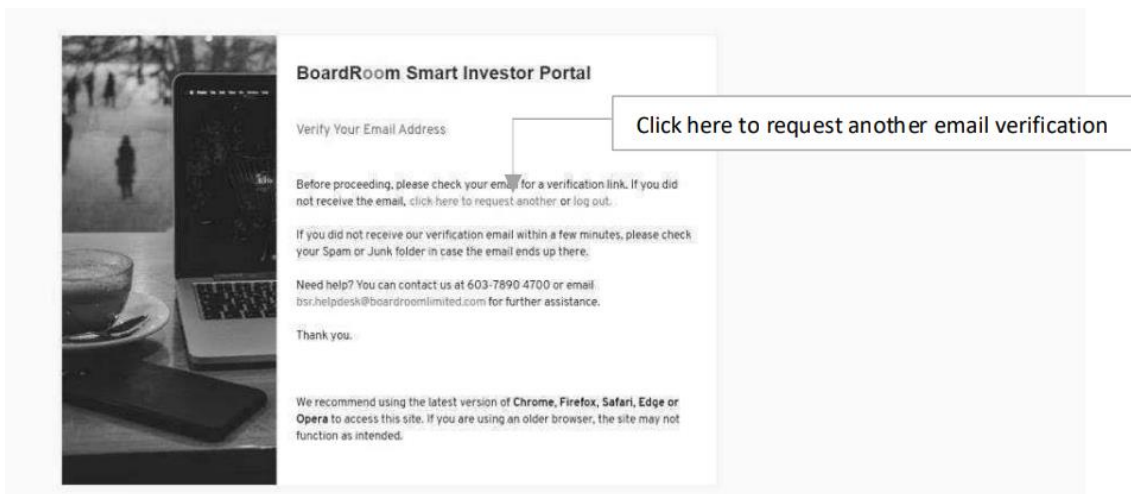 BoardRoom Smart Investor Portal
Click here to request another email verification
Verify Your Email Address
Before proceeding, please check your email for a verification link. If you did
not receive the email, click here to request another or log out.
If you did not receive our verification email within a few minutes, please check
your Spam or Junk folder in case the email ends up there.
Need help? You can contact us at 603-7890 4700 or email
bsr.helpdesk@boardroomlimited.com for further assistance.
Thank you.
We recommend using the latest version of Chrome, Firefox, Safari, Edge or
Opera to access this site. If you are using an older browser, the site may not
function as intended.